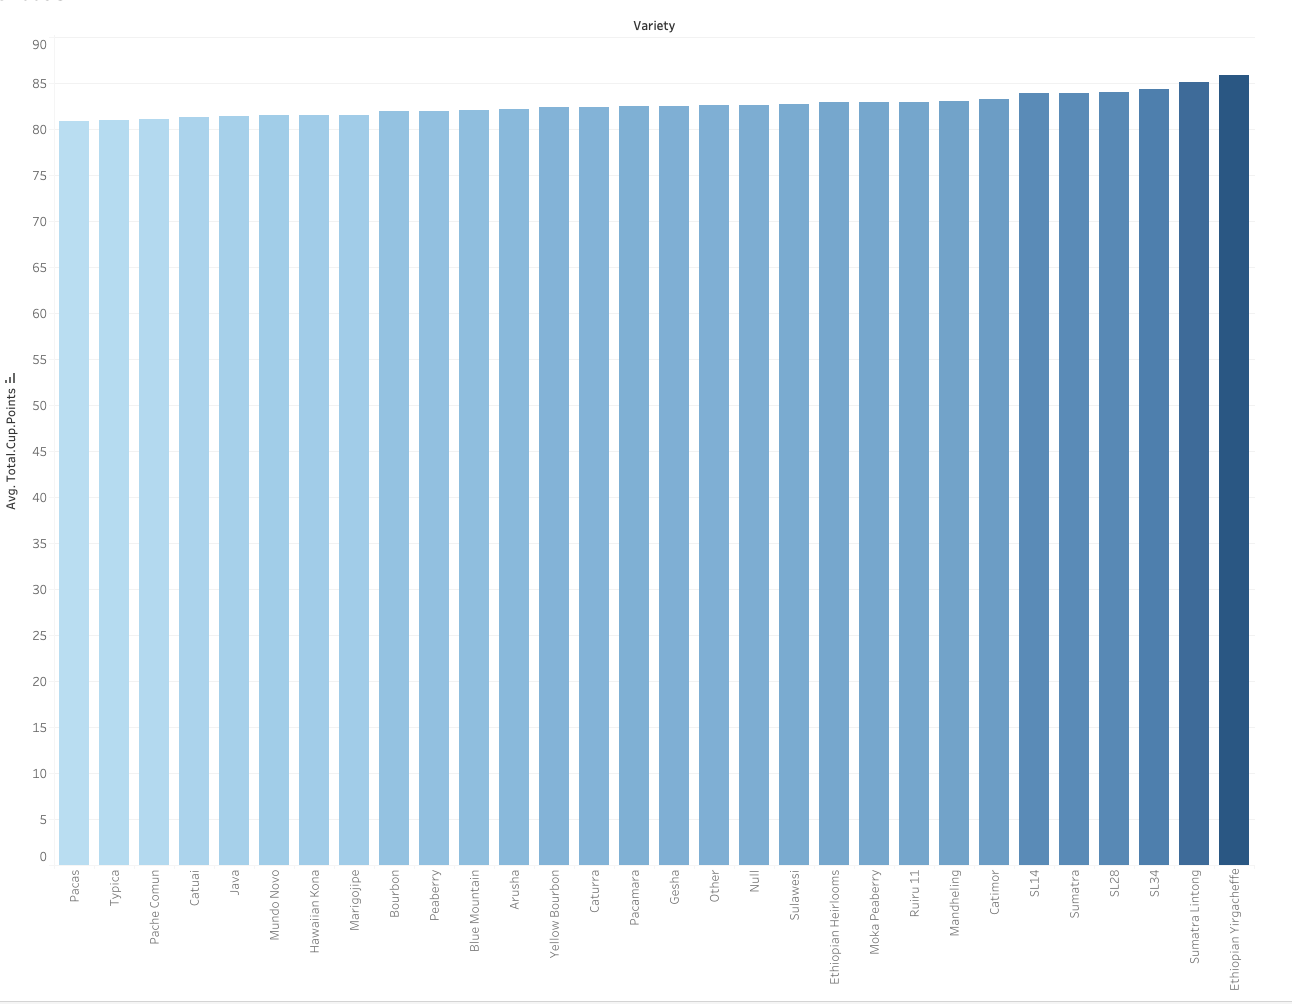 Variety
90
85
80
75
70
65
60
55
50
45
40
35
30
25
20
15
10
5
0
Avg. Total.Cup.Points
Pacas
Typica
Pache Comun
Catuai
Java
Mundo Novo
Hawaiian Kona
Marigojipe
Bourbon
Peaberry
Blue Mountain
Arusha
Yellow Bourbon
Caturra
Pacamara
Gesha
Other
Null
Sulawesi
Ethiopian Heirlooms
Moka Peaberry
Ruiru 11
Mandheling
Catimor
SL14
Sumatra
SL28
SL34
Sumatra Lintong
Ethiopian Yirgacheffe